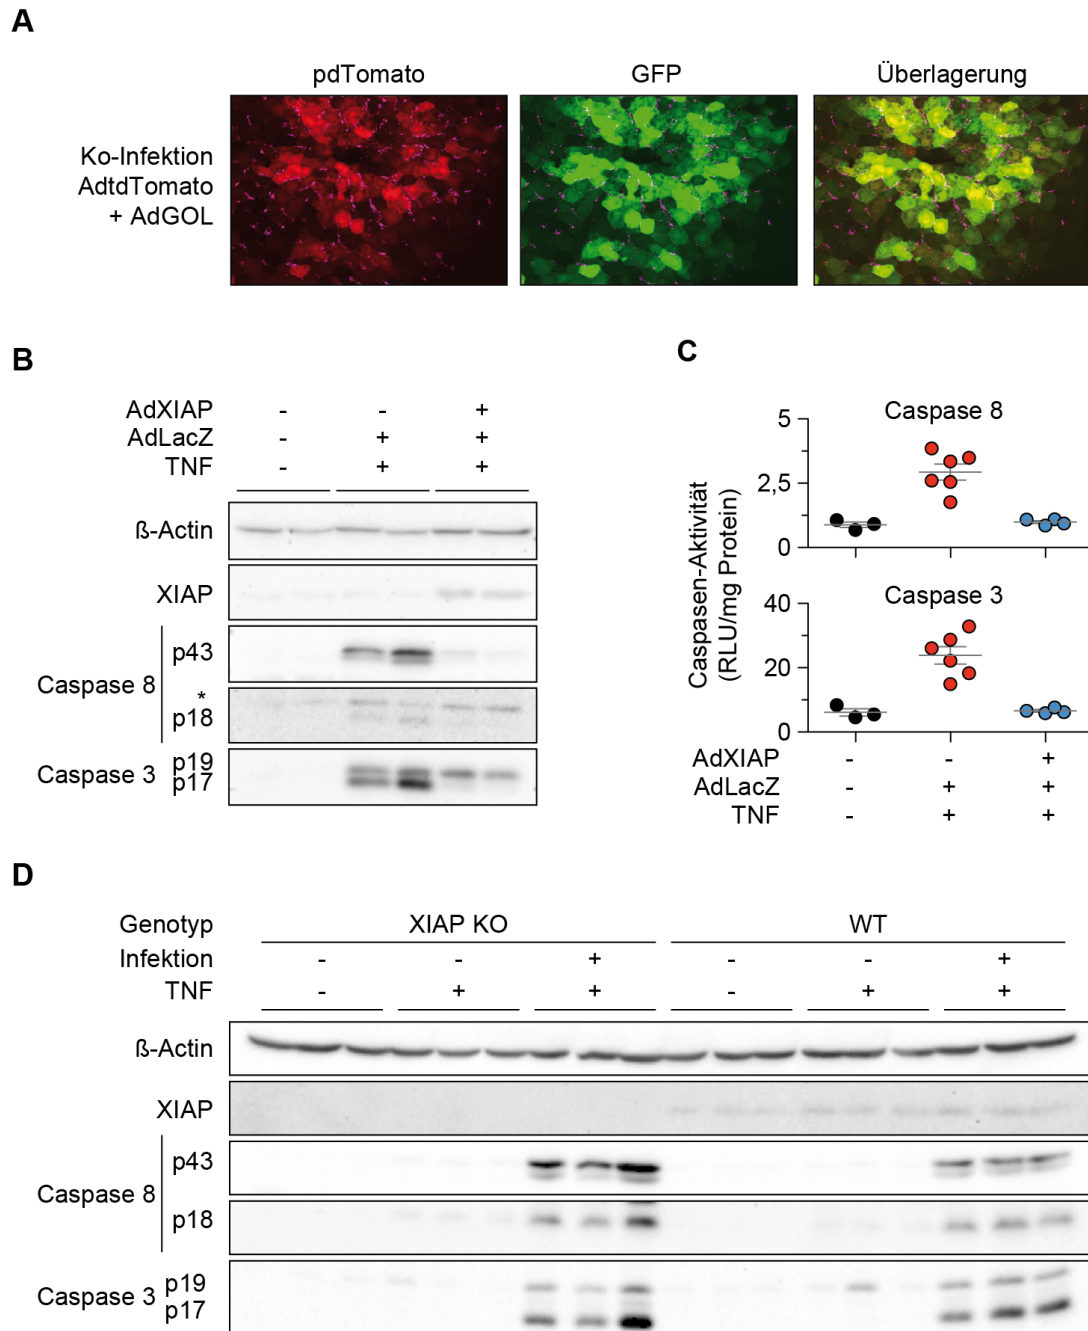 A
pdTomato GFP Überlagerung
Ko-Infektion
AdtdTomato
+ AdGOL
B
AdXIAP - - +
AdLacZ - + +
TNF - + +
ß-Actin
XIAP
Caspase 8
p43
*
p18
Caspase 3
p19
p17
C
Caspasen-Aktivität
(RLU/mg Protein)
Caspase 8
5
2,5
0
Caspase 3
40
20
0
AdXIAP - - +
AdLacZ - + +
TNF - + +
D
Genotyp XIAP KO WT
Infektion - - + - - +
TNF - + + - + +
ß-Actin
XIAP
Caspase 8
p43
p18
Caspase 3
p19
p17